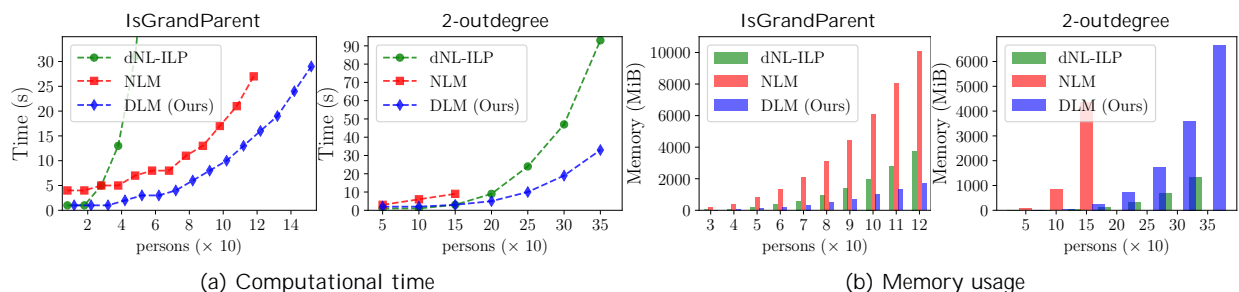 IsGrandParent
Time (s)
30
25
20
15
10
5
0
dNL-ILP
NLM
DLM (Ours)
2 4 6 8 10 12 14
persons (× 10)
2-outdegree
Time (s)
90
80
70
60
50
40
30
20
10
0
dNL-ILP
NLM
DLM (Ours)
5 10 15 20 25 30 35
persons (× 10)
(a) Computational time
IsGrandParent
Memory (MiB)
10000
8000
6000
4000
2000
0
dNL-ILP
NLM
DLM (Ours)
3 4 5 6 7 8 9 10 11 12
persons (× 10)
2-outdegree
Memory (MiB)
6000
5000
4000
3000
2000
1000
0
dNL-ILP
NLM
DLM (Ours)
5 10 15 25 35
persons (× 10)
(b) Memory usage